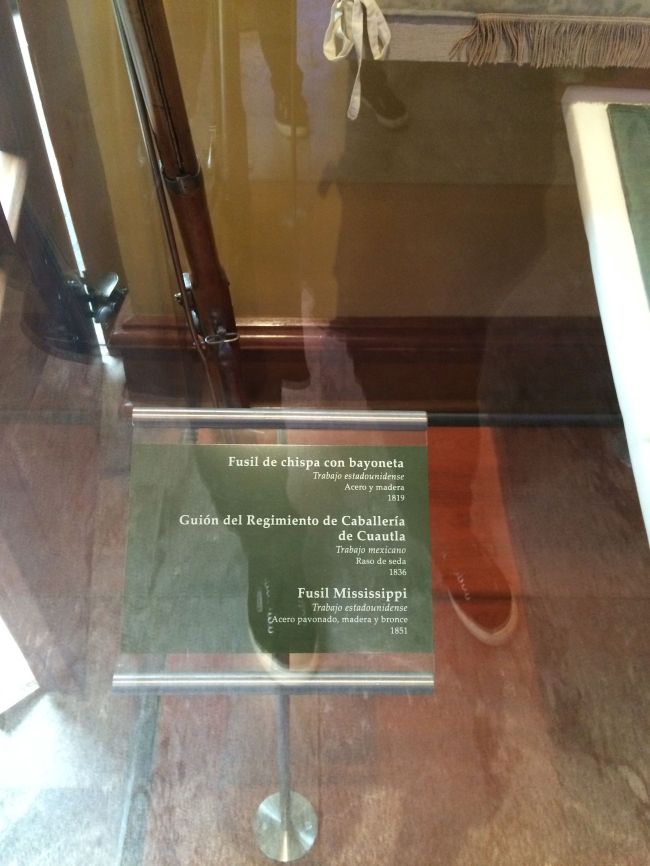 Fusil de chispa con bayoneta
Trabajo estadounidense
Acero y madera
1819
Guión del Regimiento de Caballería
de Cuautla
Trabajo mexicano
Raso de seda
1836
Fusil Mississippi
Trabajo estadounidense
Acero pavonado, madera y bronce
1851